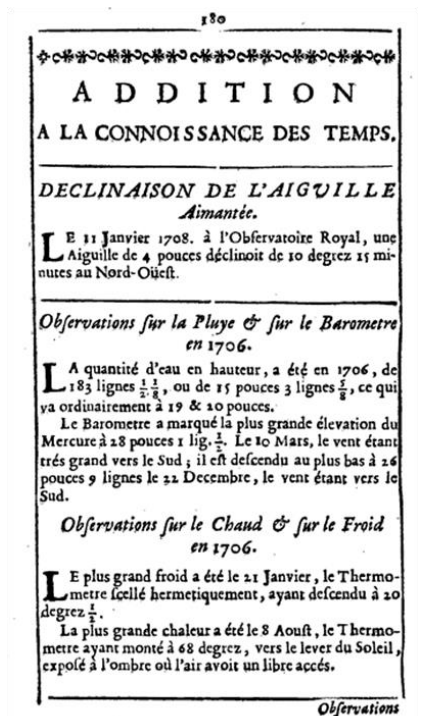 180
ADDITION
A LA CONNOISSANCE DES TEMPS.
DECLINAISON DE L'AIGVILLE
Aimantée.
LE 11 Janvier 1708. à l'Obſervatoire Royal, une
Aiguille de 4 pouces déclinoit de 10 degrez 15 mi-
nutes au Nord-Oüeſt.
Obſervations ſur la Pluye & ſur le Barometre
en 1706.
LA quantité d'eau en hauteur, a été en 1706, de
183 lignes 1/2. 1/8, ou de 15 pouces 3 lignes 5/8, ce qui
va ordinairement à 19 & 20 pouces.
Le Barometre a marqué la plus grande élevation du
Mercure à 28 pouces 1 lig. 1/2. Le 10 Mars, le vent étant
trés grand vers le Sud ; il eſt deſcendu au plus bas à 26
pouces 9 lignes le 22 Decembre, le vent étant vers le
Sud.
Obſervations ſur le Chaud & ſur le Froid
en 1706.
LE plus grand froid a été le 21 Janvier, le Thermo-
metre ſcellé hermetiquement, ayant deſcendu à 20
degrez 1/2.
La plus grande chaleur a été le 8 Aouſt, le Thermo-
metre ayant monté à 68 degrez, vers le lever du Soleil,
expoſé à l'ombre où l'air avoit un libre accés.
Obſervations